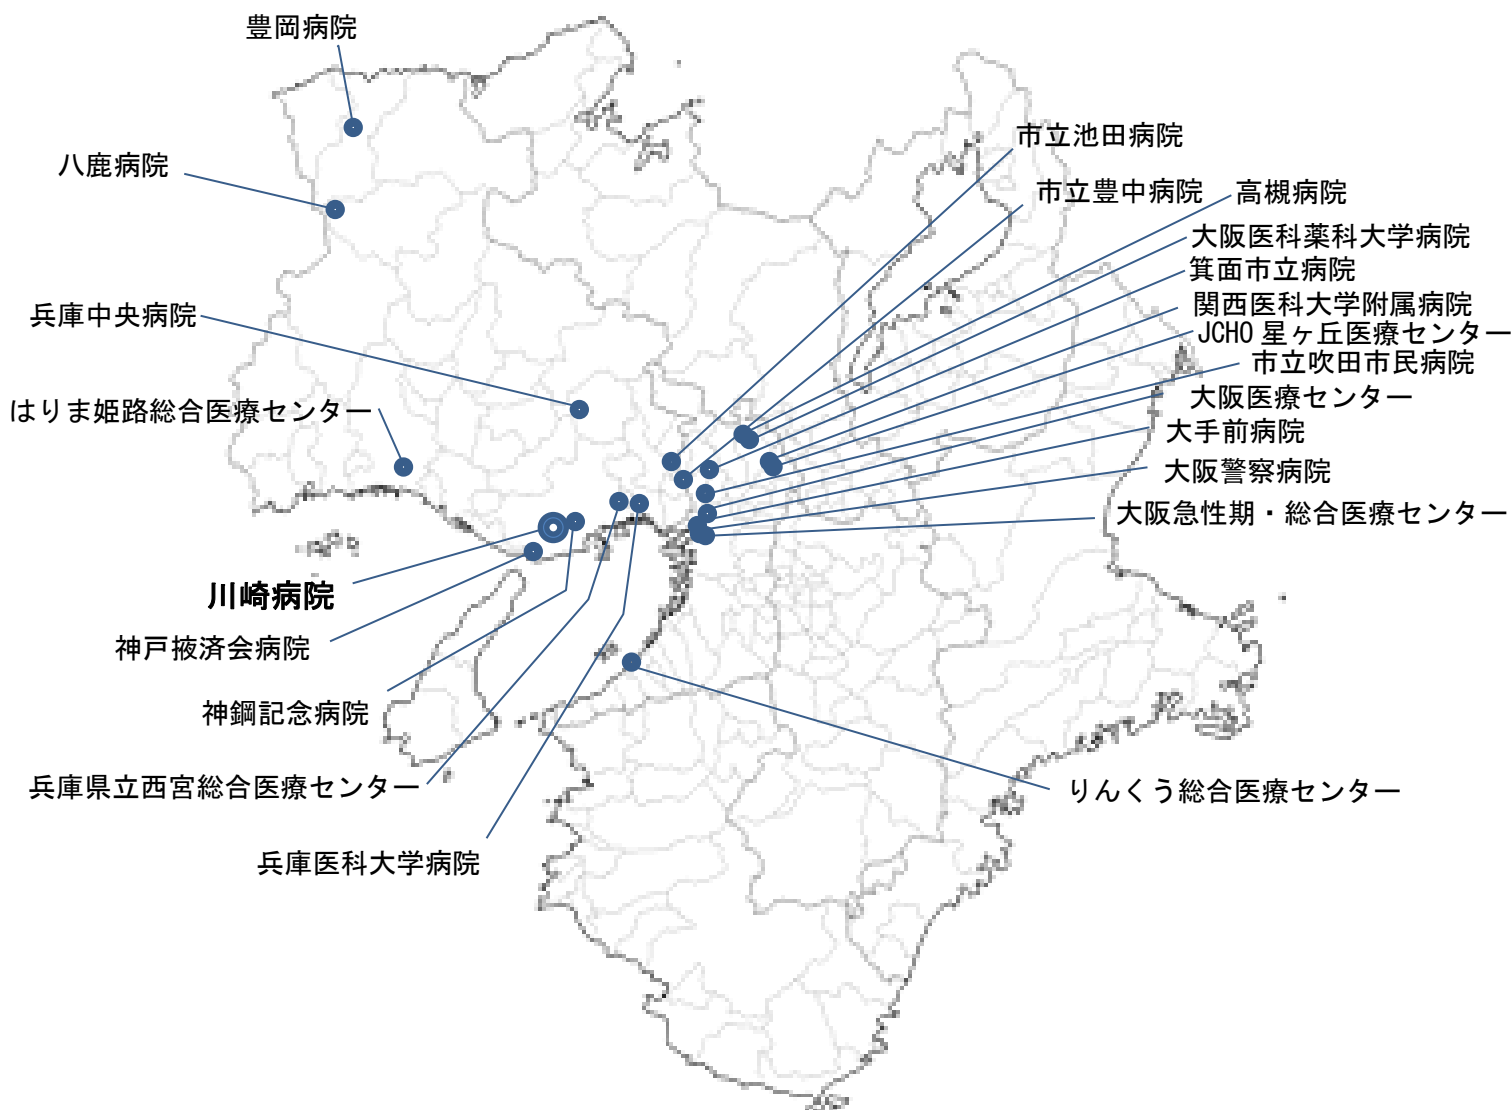 豊岡病院
八鹿病院
兵庫中央病院
はりま姫路総合医療センター
川崎病院
神戸掖済会病院
神鋼記念病院
兵庫県立西宮総合医療センター
兵庫医科大学病院
市立池田病院
市立豊中病院
高槻病院
大阪医科薬科大学病院
箕面市立病院
関西医科大学附属病院
JCHO 星ヶ丘医療センター
市立吹田市民病院
大阪医療センター
大手前病院
大阪警察病院
大阪急性期・総合医療センター
りんくう総合医療センター